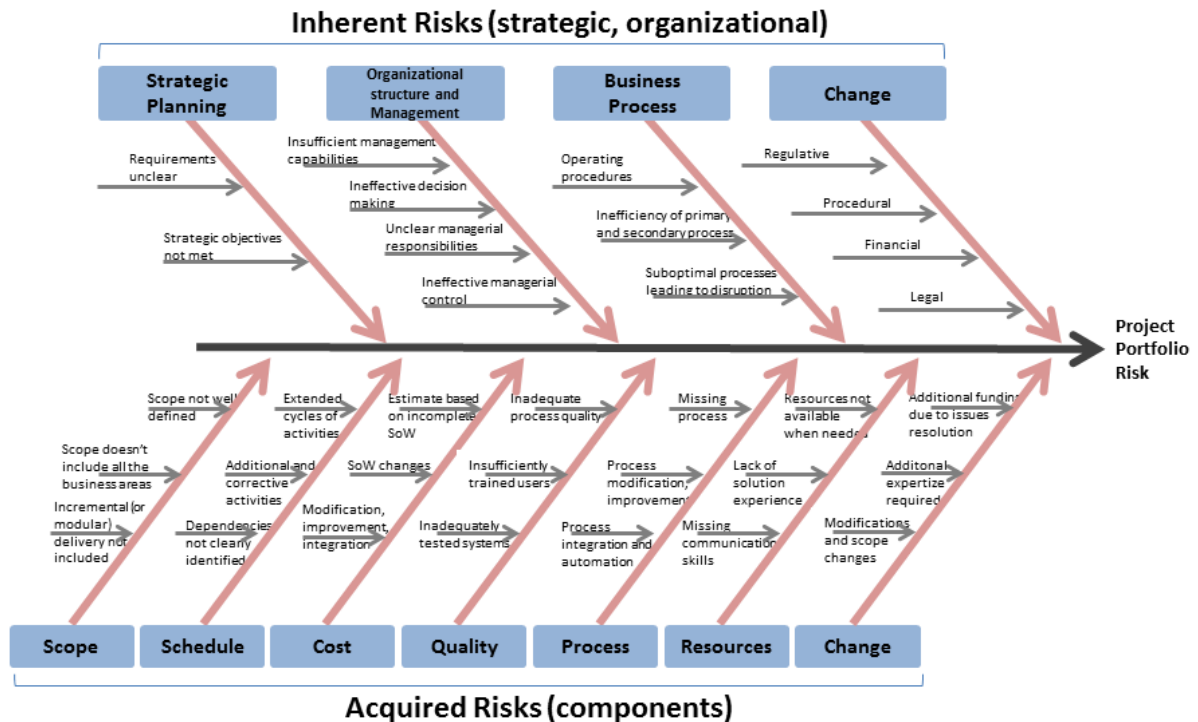 Inherent Risks (strategic, organizational)
Strategic
Planning
Organizational
structure and
Management
Business
Process
Change
Requirements
unclear
Strategic objectives
not met
Insufficient management
capabilities
Ineffective decision
making
Unclear managerial
responsibilities
Ineffective managerial
control
Operating
procedures
Inefficiency of primary
and secondary process
Suboptimal processes
leading to disruption
Regulative
Procedural
Financial
Legal
Project
Portfolio
Risk
Scope not well
defined
Scope doesn't
include all the
business areas
Incremental (or
modular)
delivery not
included
Extended
cycles of
activities
Additional and
corrective
activities
Dependencies
not clearly
identified
Estimate based
on incomplete
SoW
SoW changes
Modification,
improvement,
integration
Inadequate
process quality
Insufficiently
trained users
Inadequately
tested systems
Missing
process
Process
modification,
improvement
Process
integration and
automation
Resources not
available
when needed
Lack of
solution
experience
Missing
communication
skills
Additional funding
due to issues
resolution
Additonal
expertize
required
Modifications
and scope
changes
Scope
Schedule
Cost
Quality
Process
Resources
Change
Acquired Risks (components)